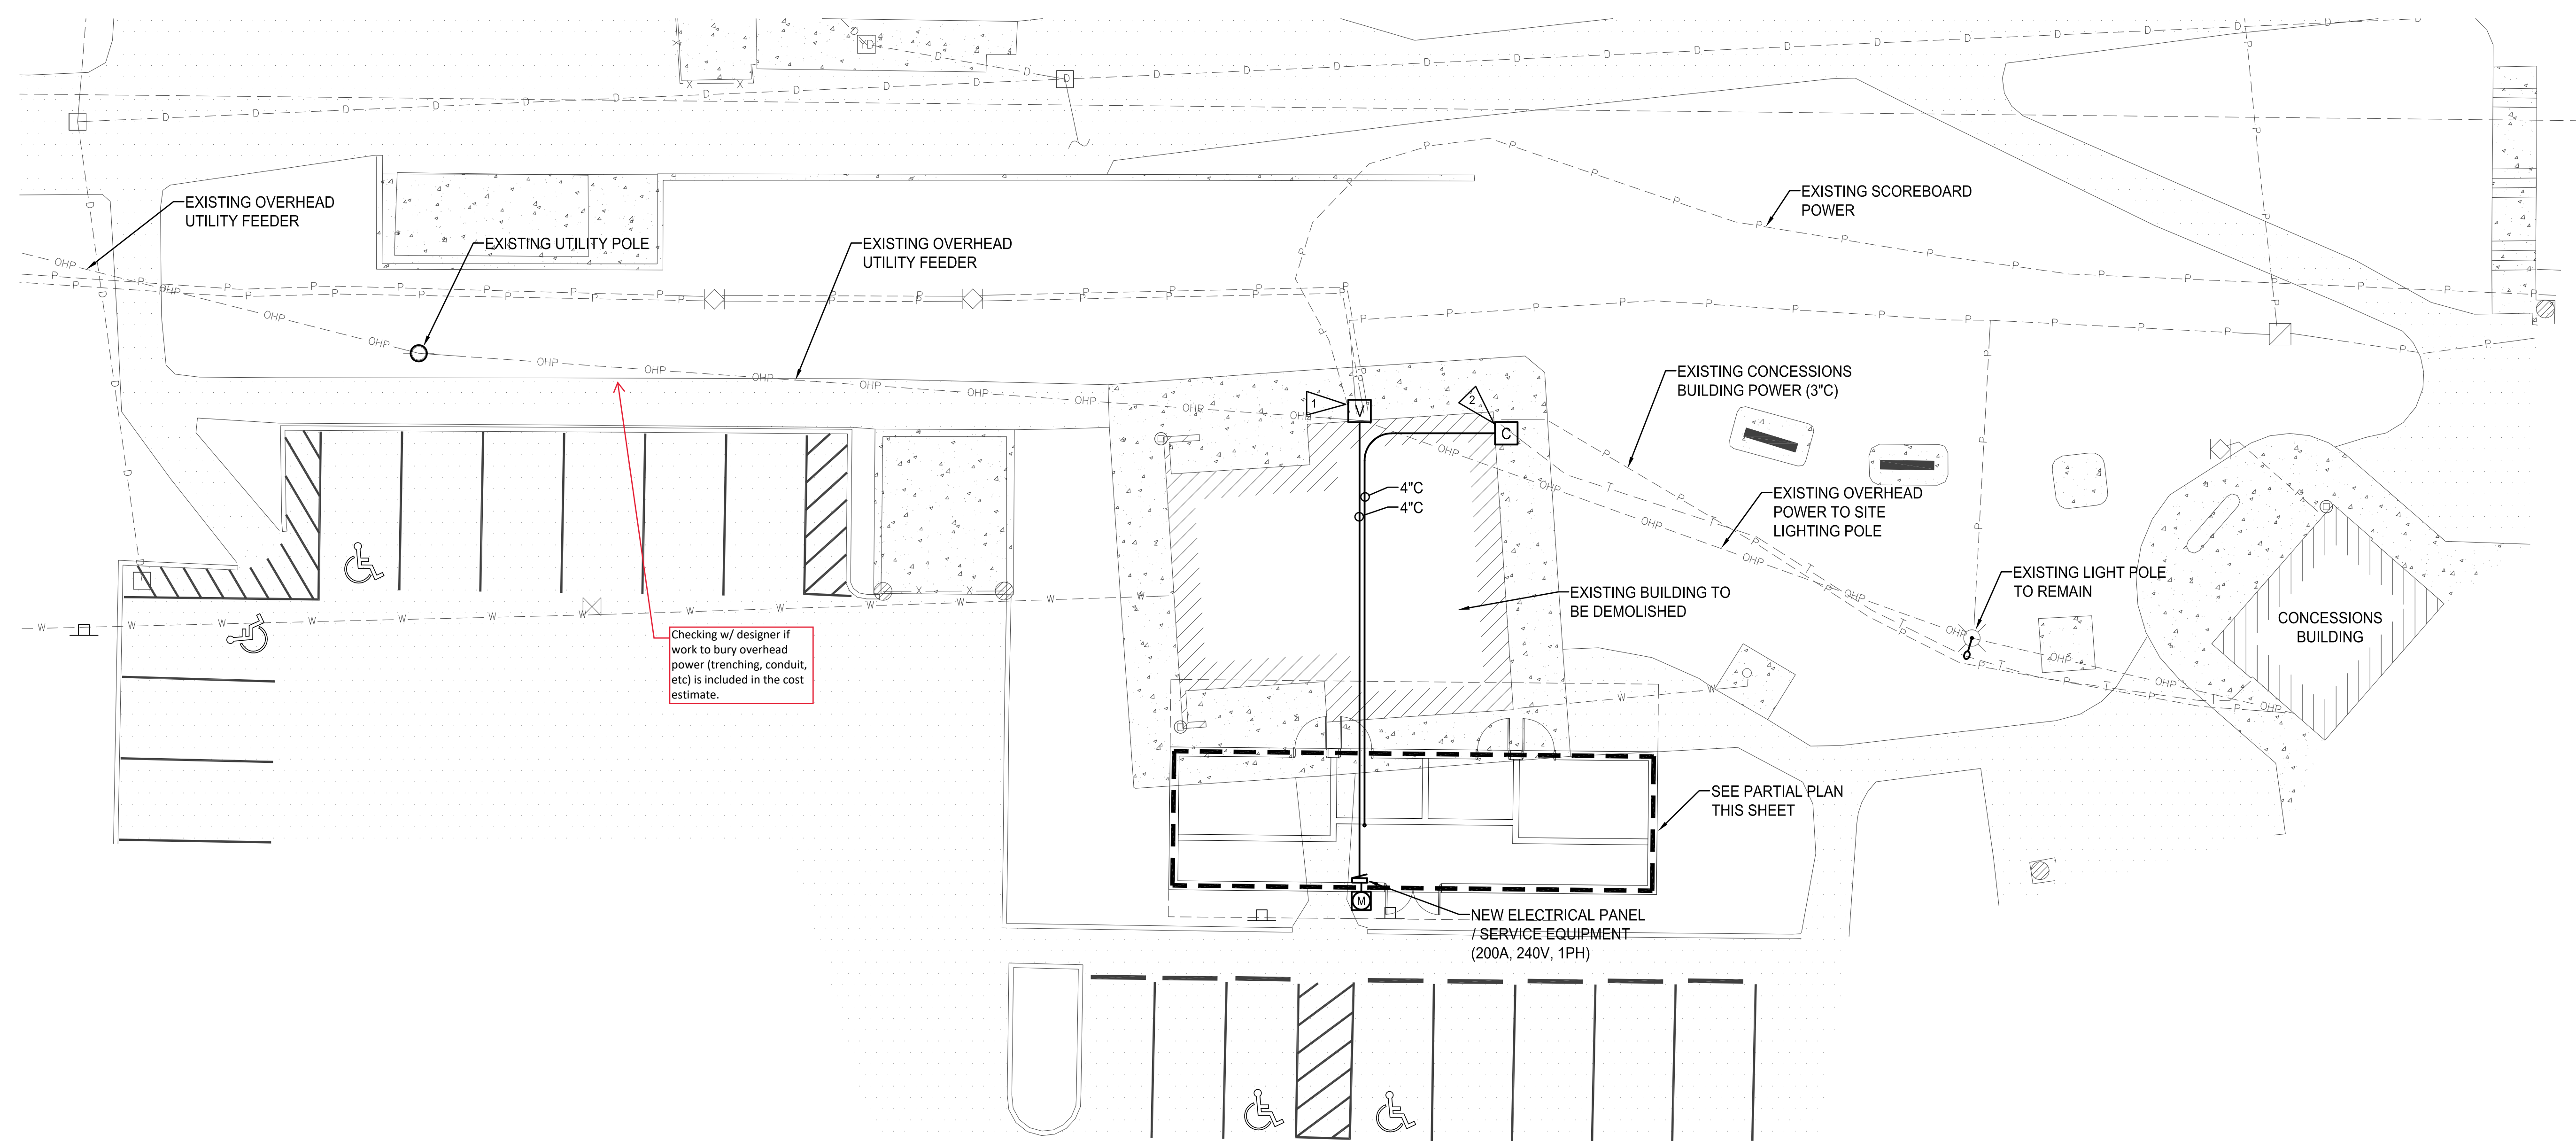 EXISTING OVERHEAD
UTILITY FEEDER
EXISTING UTILITY POLE
EXISTING OVERHEAD
UTILITY FEEDER
EXISTING SCOREBOARD
POWER
EXISTING CONCESSIONS
BUILDING POWER (3"C)
1
V
2
C
4"C
4"C
EXISTING OVERHEAD
POWER TO SITE
LIGHTING POLE
EXISTING LIGHT POLE
TO REMAIN
EXISTING BUILDING TO
BE DEMOLISHED
CONCESSIONS
BUILDING
Checking w/ designer if
work to bury overhead
power (trenching, conduit,
etc) is included in the cost
estimate.
SEE PARTIAL PLAN
THIS SHEET
M
NEW ELECTRICAL PANEL
/ SERVICE EQUIPMENT
(200A, 240V, 1PH)
YD
D
OHP
P
W
T
X